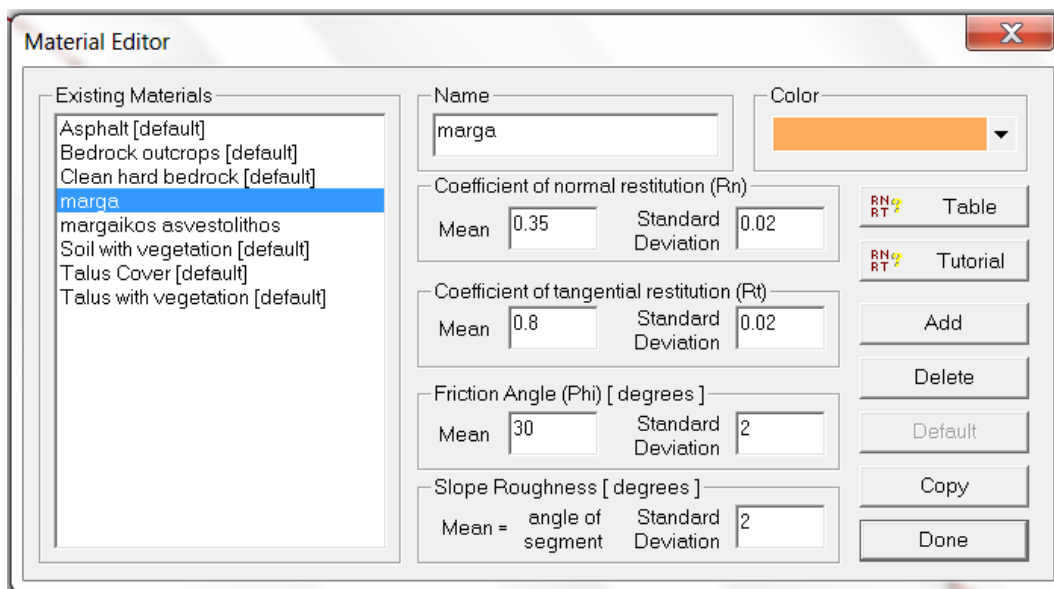 Material Editor
Existing Materials
Asphalt [default]
Bedrock outcrops [default]
Clean hard bedrock [default]
marga
margaikos asvestolithos
Soil with vegetation [default]
Talus Cover [default]
Talus with vegetation [default]
Name
marga
Color
Coefficient of normal restitution (Rn)
Mean 0.35 Standard Deviation 0.02
Coefficient of tangential restitution (Rt)
Mean 0.8 Standard Deviation 0.02
Friction Angle (Phi) [ degrees ]
Mean 30 Standard Deviation 2
Slope Roughness [ degrees ]
Mean = angle of segment Standard Deviation 2
RN RT ? Table
RN RT ? Tutorial
Add
Delete
Default
Copy
Done